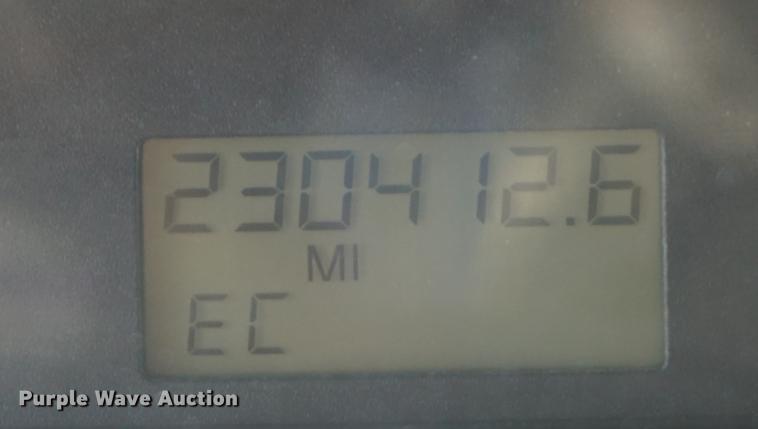 230412.6
MI
EC
Purple Wave Auction